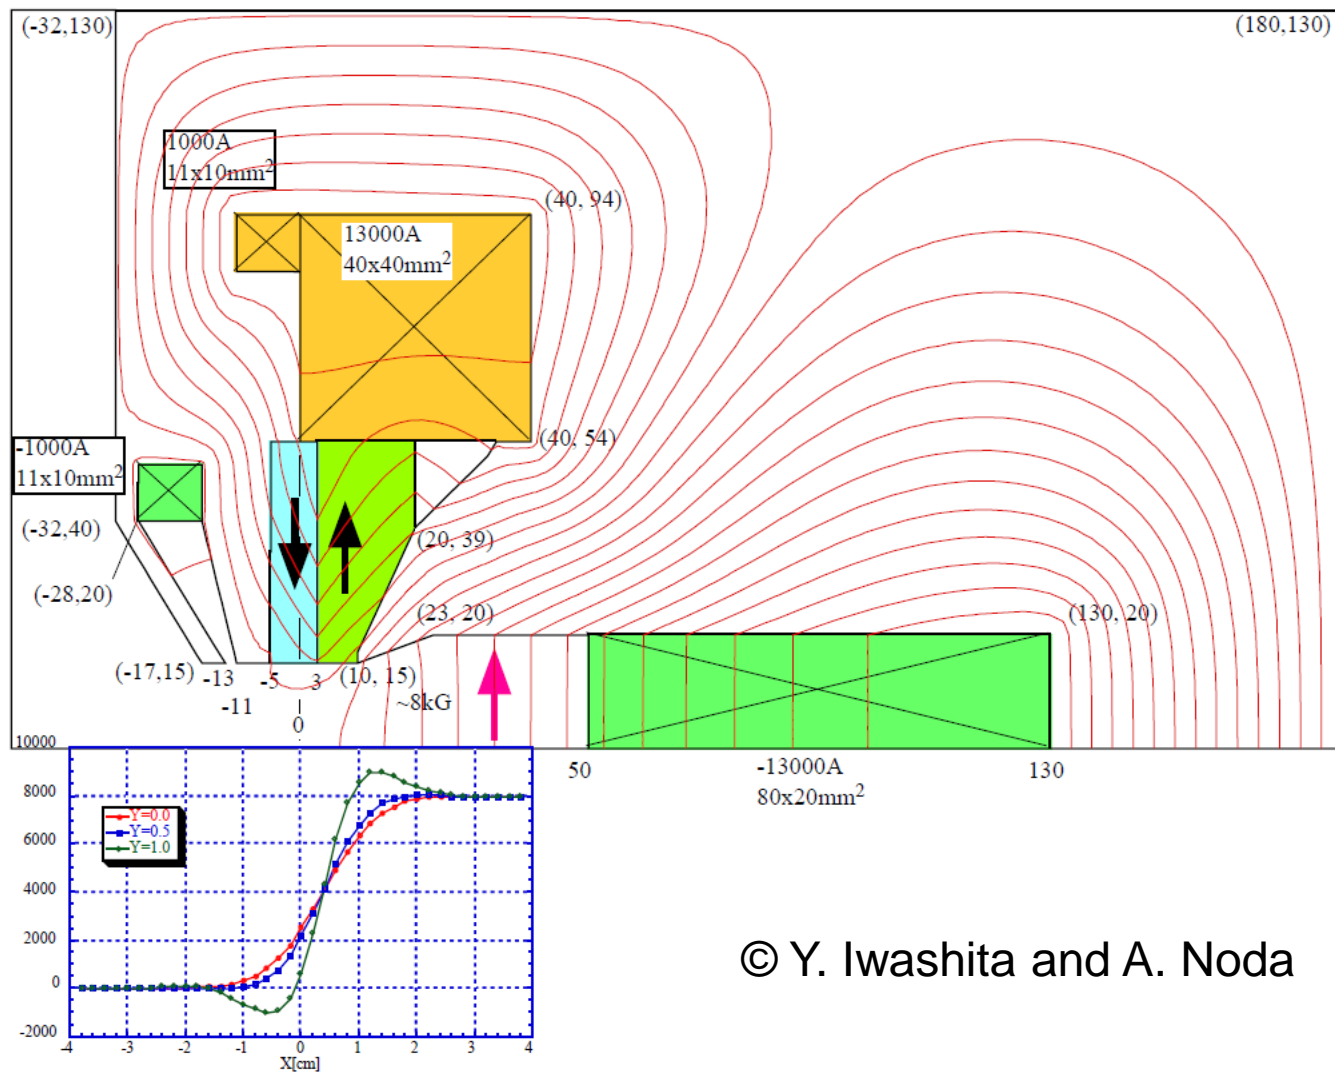 (-32,130)
(180,130)
1000A
11x10mm²
(40, 94)
13000A
40x40mm²
-1000A
11x10mm²
(40, 54)
(-32,40)
(20, 39)
(-28,20)
(23, 20)
(130, 20)
(-17,15)
-13
-5
3
(10, 15)
-11
~8kG
0
50
-13000A
130
80x20mm²
10000
8000
6000
4000
2000
0
-2000
Y=0.0
Y=0.5
Y=1.0
-4
-3
-2
-1
0
1
2
3
4
X[cm]
© Y. Iwashita and A. Noda